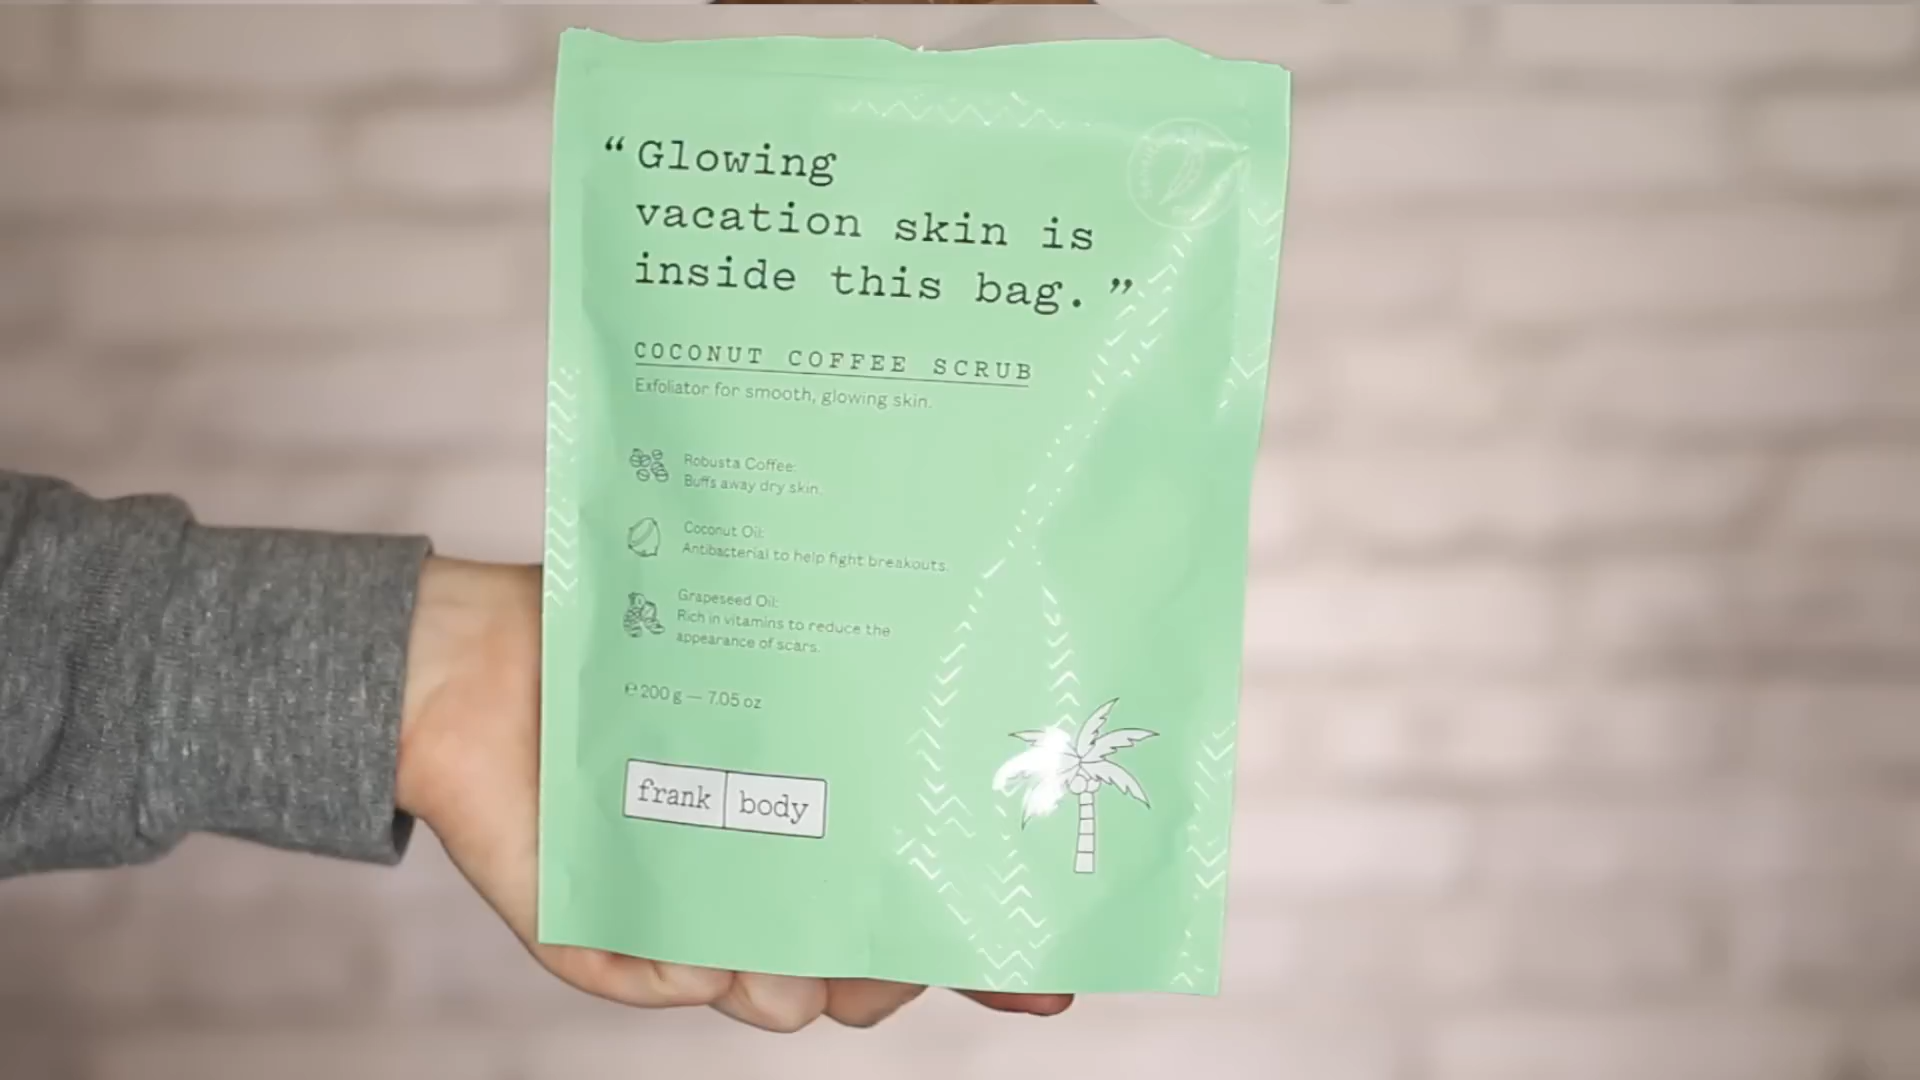 “Glowing
vacation skin is
inside this bag.”
COCONUT COFFEE SCRUB
Exfoliator for smooth, glowing skin.
Robusta Coffee:
Buffs away dry skin.
Coconut Oil:
Antibacterial to help fight breakouts.
Grapeseed Oil:
Rich in vitamins to reduce the
appearance of scars.
℮ 200 g — 7.05 oz
frank body